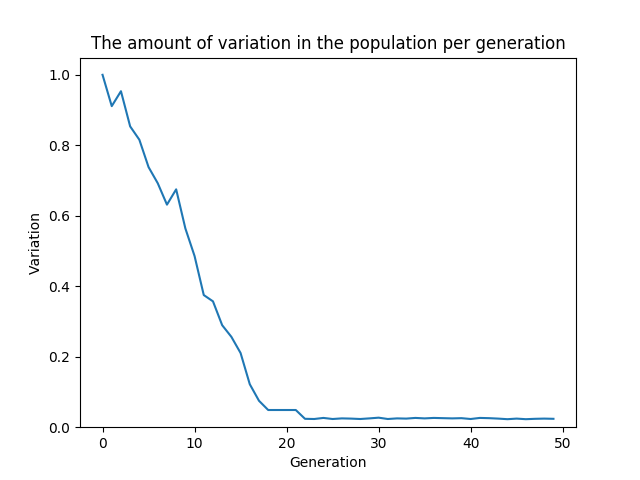 The amount of variation in the population per generation
1.0
0.8
0.6
0.4
0.2
0.0
Variation
0 10 20 30 40 50
Generation